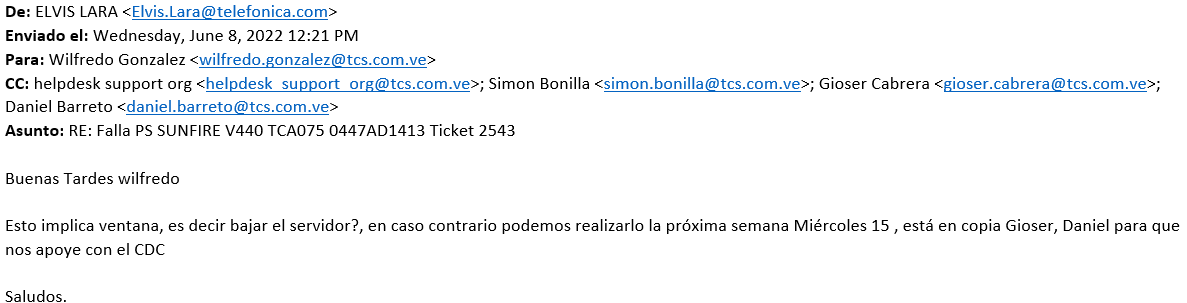 De: ELVIS LARA <Elvis.Lara@telefonica.com>
Enviado el: Wednesday, June 8, 2022 12:21 PM
Para: Wilfredo Gonzalez <wilfredo.gonzalez@tcs.com.ve>
CC: helpdesk support org <helpdesk_support_org@tcs.com.ve>; Simon Bonilla <simon.bonilla@tcs.com.ve>; Gioser Cabrera <gioser.cabrera@tcs.com.ve>;
Daniel Barreto <daniel.barreto@tcs.com.ve>
Asunto: RE: Falla PS SUNFIRE V440 TCA075 0447AD1413 Ticket 2543
Buenas Tardes wilfredo
Esto implica ventana, es decir bajar el servidor?, en caso contrario podemos realizarlo la próxima semana Miércoles 15 , está en copia Gioser, Daniel para que
nos apoye con el CDC
Saludos.